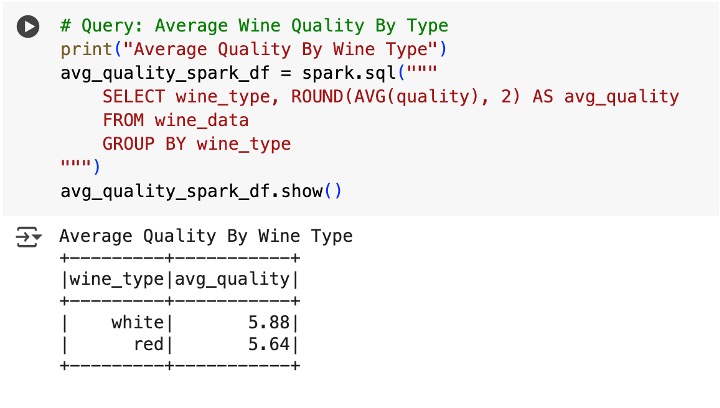 # Query: Average Wine Quality By Type
print("Average Quality By Wine Type")
avg_quality_spark_df = spark.sql("""
    SELECT wine_type, ROUND(AVG(quality), 2) AS avg_quality
    FROM wine_data
    GROUP BY wine_type
""")
avg_quality_spark_df.show()
Average Quality By Wine Type
+---------+-----------+
|wine_type|avg_quality|
+---------+-----------+
|    white|       5.88|
|      red|       5.64|
+---------+-----------+